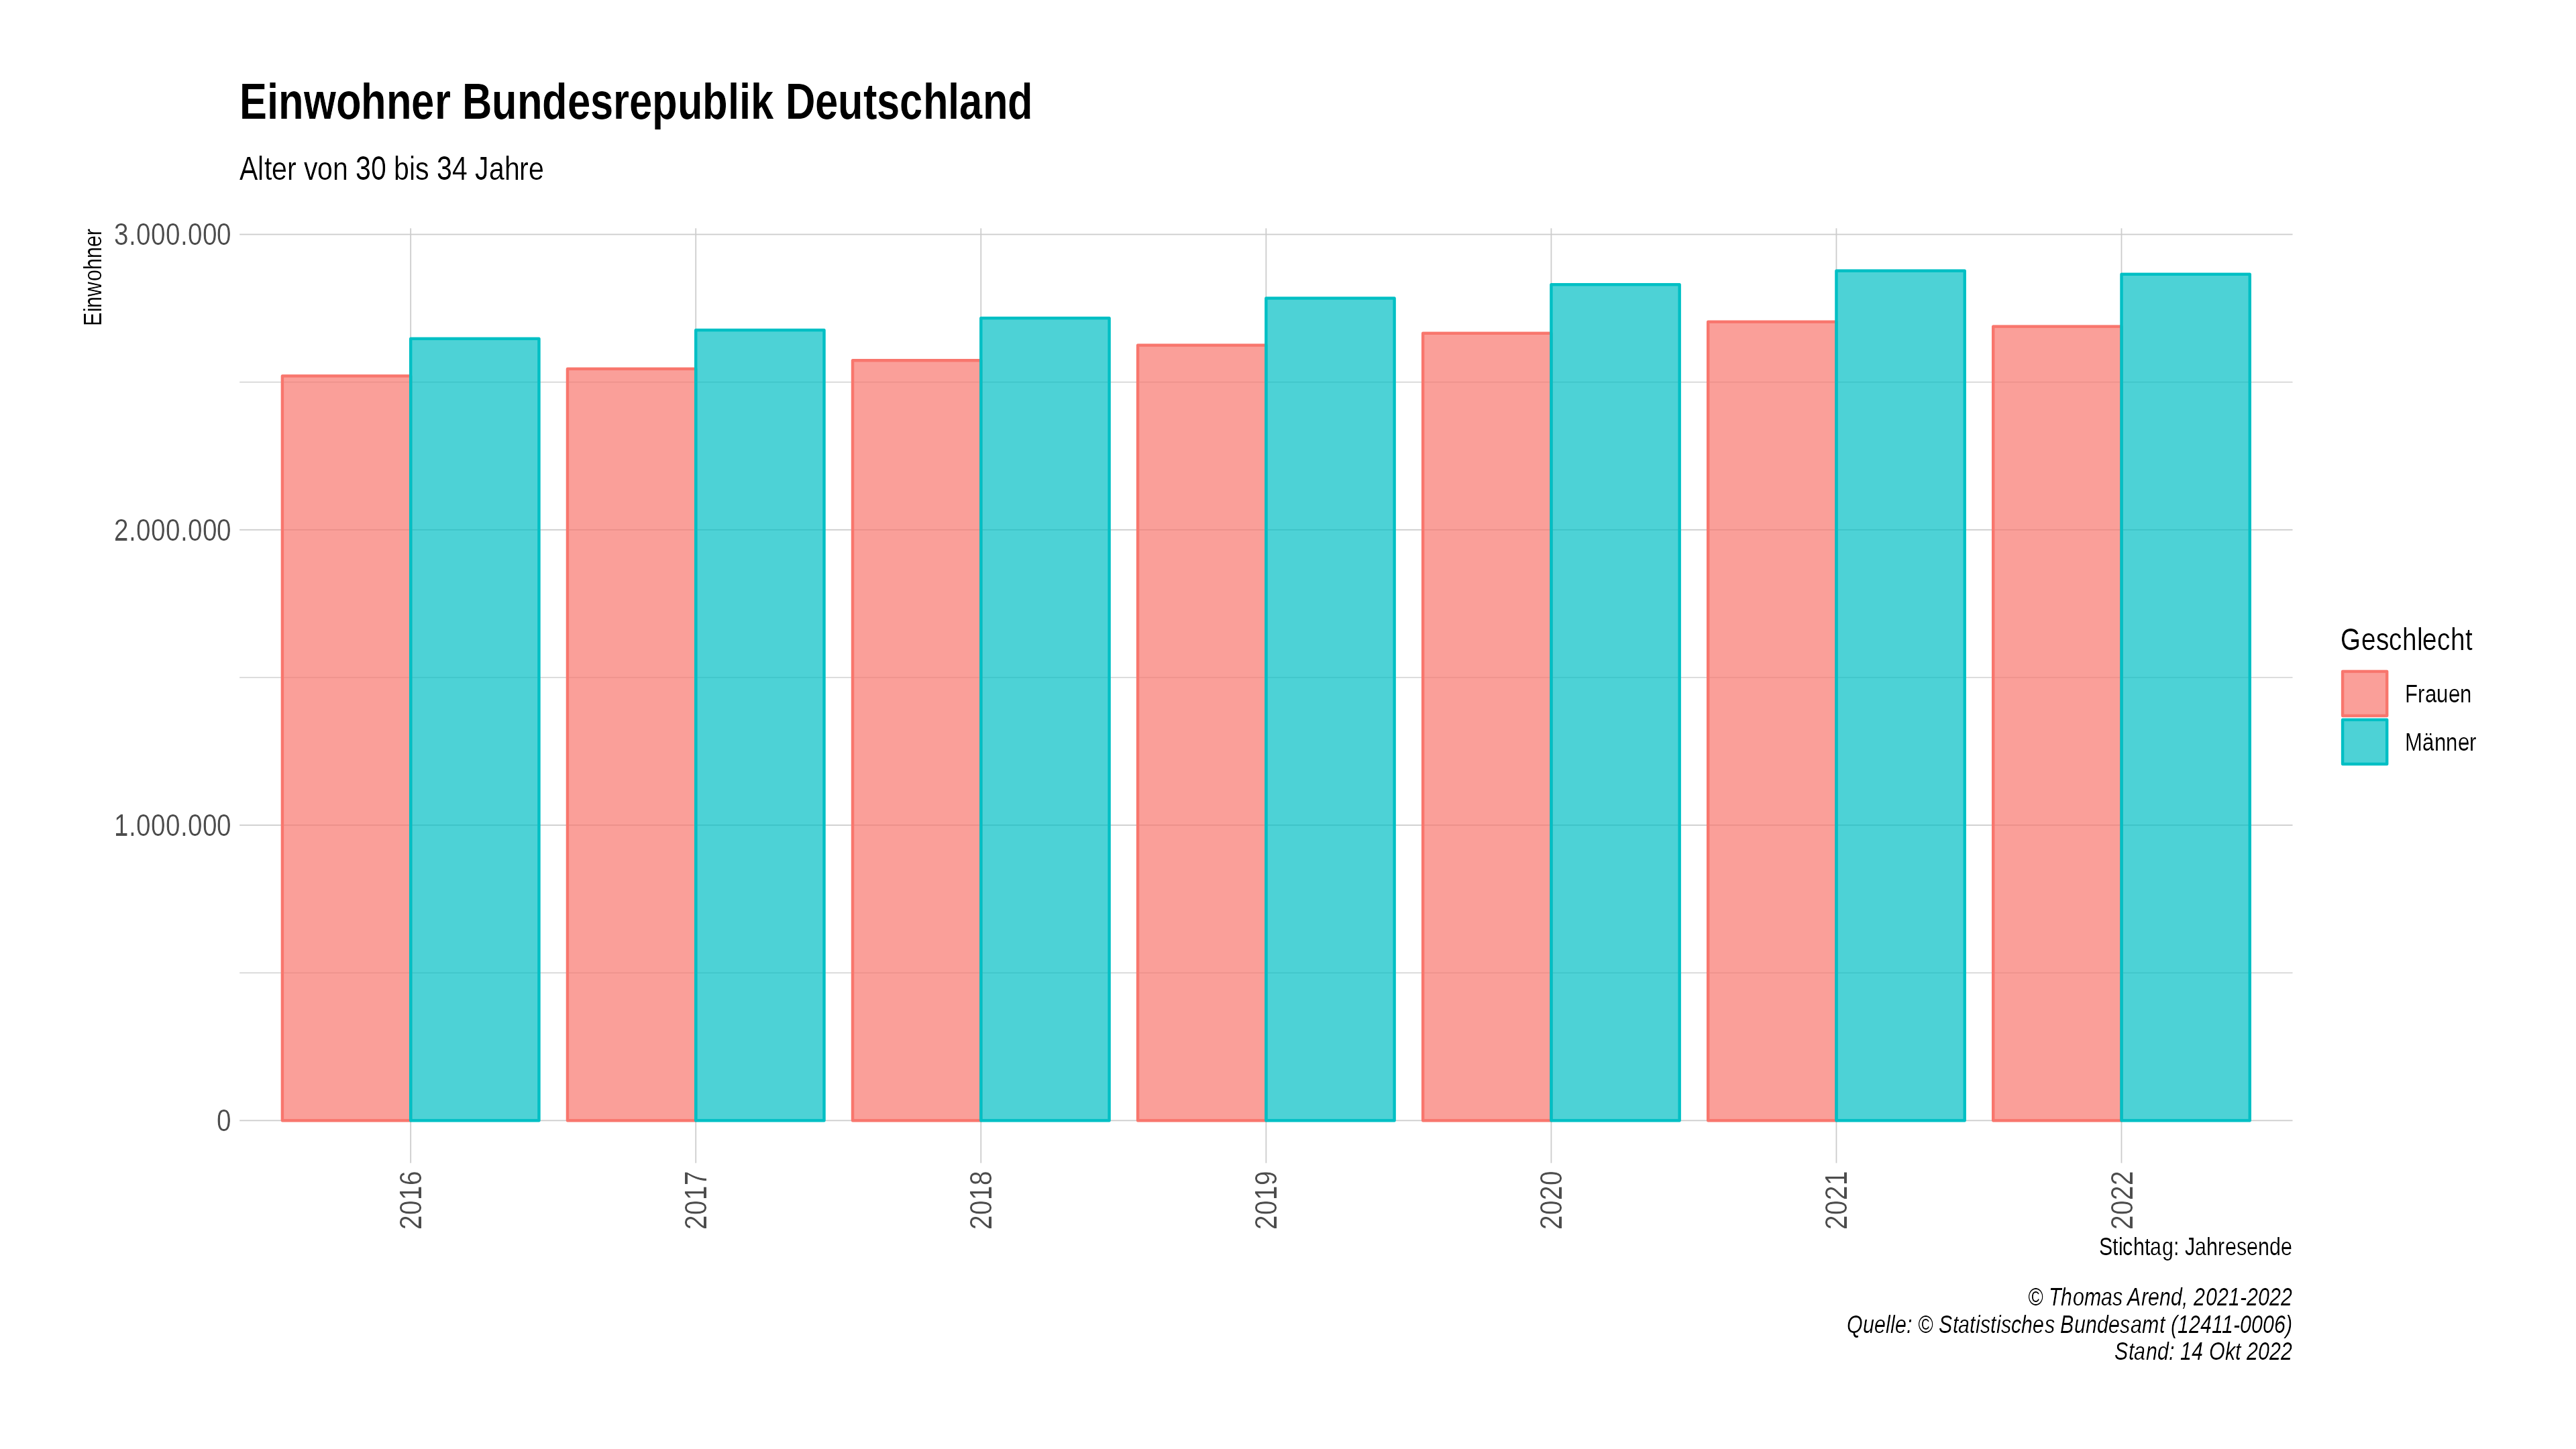 Einwohner Bundesrepublik Deutschland
Alter von 30 bis 34 Jahre
Einwohner
3.000.000
2.000.000
1.000.000
0
2016
2017
2018
2019
2020
2021
2022
Geschlecht
Frauen
Männer
Stichtag: Jahresende
© Thomas Arend, 2021-2022
Quelle: © Statistisches Bundesamt (12411-0006)
Stand: 14 Okt 2022